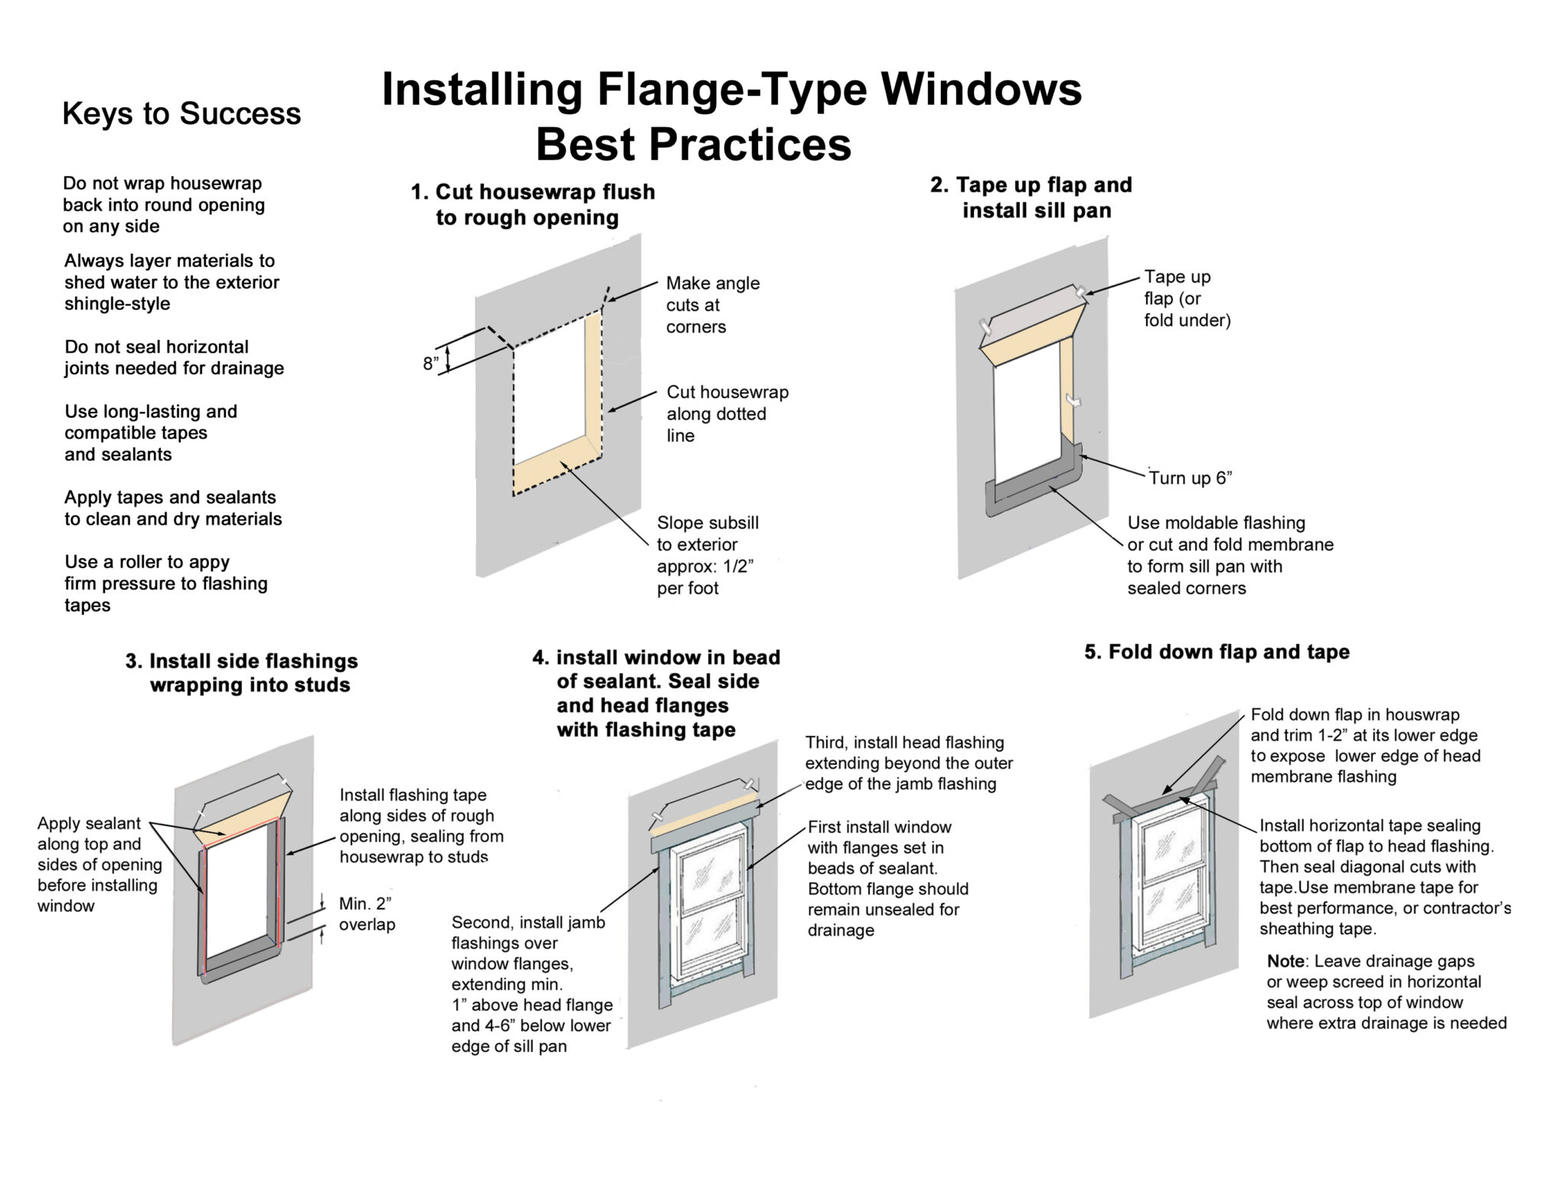 Installing Flange-Type Windows
Best Practices
Keys to Success
Do not wrap housewrap
back into round opening
on any side
Always layer materials to
shed water to the exterior
shingle-style
Do not seal horizontal
joints needed for drainage
Use long-lasting and
compatible tapes
and sealants
Apply tapes and sealants
to clean and dry materials
Use a roller to appy
firm pressure to flashing
tapes
1. Cut housewrap flush
to rough opening
8”
Make angle
cuts at
corners
Cut housewrap
along dotted
line
Slope subsill
to exterior
approx: 1/2”
per foot
2. Tape up flap and
install sill pan
Tape up
flap (or
fold under)
Turn up 6”
Use moldable flashing
or cut and fold membrane
to form sill pan with
sealed corners
3. Install side flashings
wrapping into studs
Apply sealant
along top and
sides of opening
before installing
window
Install flashing tape
along sides of rough
opening, sealing from
housewrap to studs
Min. 2”
overlap
4. install window in bead
of sealant. Seal side
and head flanges
with flashing tape
Third, install head flashing
extending beyond the outer
edge of the jamb flashing
First install window
with flanges set in
beads of sealant.
Bottom flange should
remain unsealed for
drainage
Second, install jamb
flashings over
window flanges,
extending min.
1” above head flange
and 4-6” below lower
edge of sill pan
5. Fold down flap and tape
Fold down flap in houswrap
and trim 1-2” at its lower edge
to expose lower edge of head
membrane flashing
Install horizontal tape sealing
bottom of flap to head flashing.
Then seal diagonal cuts with
tape.Use membrane tape for
best performance, or contractor’s
sheathing tape.
Note: Leave drainage gaps
or weep screed in horizontal
seal across top of window
where extra drainage is needed